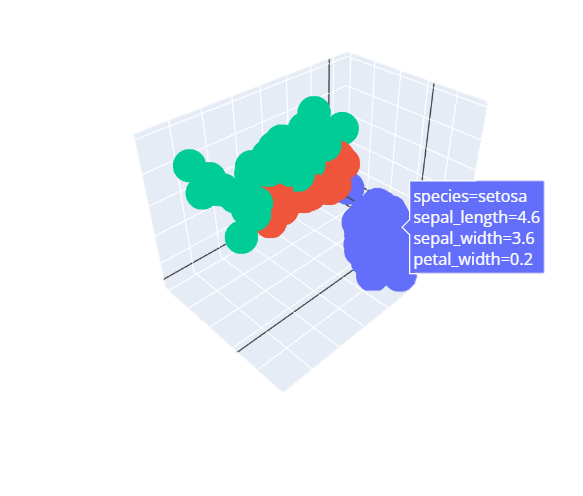 species=setosa
sepal_length=4.6
sepal_width=3.6
petal_width=0.2